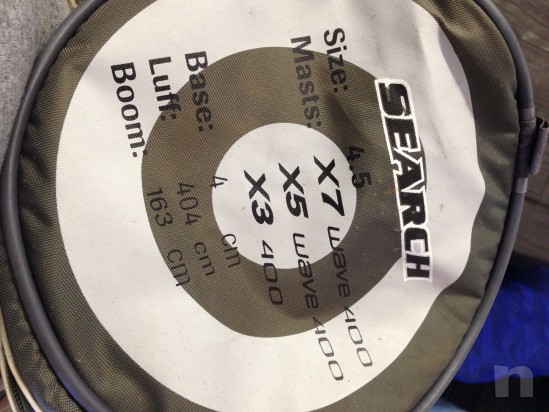 SEARCH
Size: 4.5
Masts: X7 wave 400
X5 wave 400
X3 400
Base: 4 cm
Luff: 404 cm
Boom: 163 cm
n